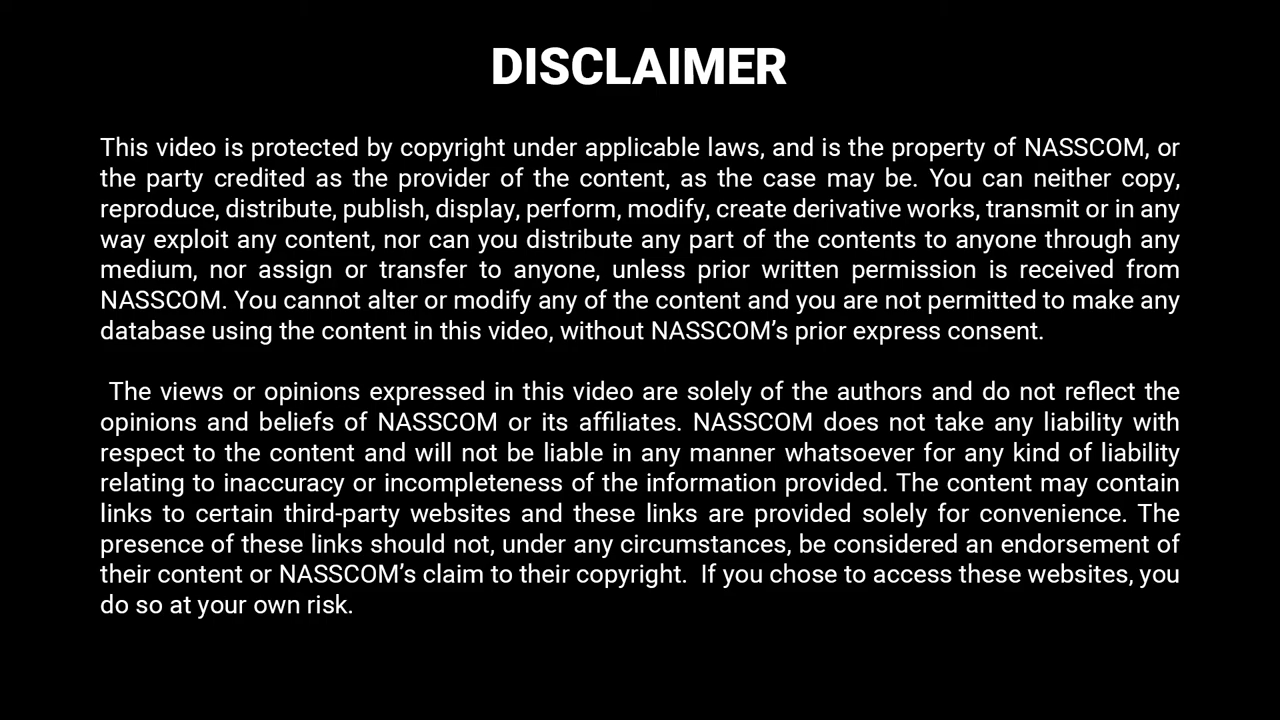 DISCLAIMER
This video is protected by copyright under applicable laws, and is the property of NASSCOM, or
the party credited as the provider of the content, as the case may be. You can neither copy,
reproduce, distribute, publish, display, perform, modify, create derivative works, transmit or in any
way exploit any content, nor can you distribute any part of the contents to anyone through any
medium, nor assign or transfer to anyone, unless prior written permission is received from
NASSCOM. You cannot alter or modify any of the content and you are not permitted to make any
database using the content in this video, without NASSCOM’s prior express consent.
The views or opinions expressed in this video are solely of the authors and do not reflect the
opinions and beliefs of NASSCOM or its affiliates. NASSCOM does not take any liability with
respect to the content and will not be liable in any manner whatsoever for any kind of liability
relating to inaccuracy or incompleteness of the information provided. The content may contain
links to certain third-party websites and these links are provided solely for convenience. The
presence of these links should not, under any circumstances, be considered an endorsement of
their content or NASSCOM’s claim to their copyright.  If you chose to access these websites, you
do so at your own risk.